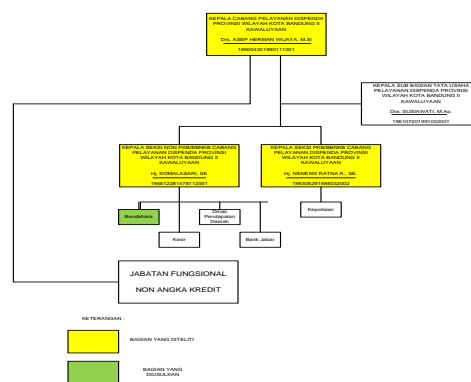 KEPALA CABANG PELAYANAN DISPENDA
PROVINSI WILAYAH KOTA BANDUNG II
KAWALUYAAN
Drs. ASEP HERMAN WIJAYA, M.Si
KEPALA SUB BAGIAN TATA USAHA
PELAYANAN DISPENDA PROVINSI
WILAYAH KOTA BANDUNG II
KAWALUYAAN
Dra. SUSIAWATI, M.Ap.
196107201991032001
KEPALA SEKSI NON PKB/BBNKB CABANG
PELAYANAN DISPENDA PROVINSI
WILAYAH KOTA BANDUNG II
KAWALUYAAN
Hj. KOMALASARI, SE
KEPALA SEKSI PKB/BBNKB CABANG
PELAYANAN DISPENDA PROVINSI
WILAYAH KOTA BANDUNG II
KAWALUYAAN
Hj. NENENG RATNA K., SE.
Bendahara
Dinas
Pendapatan
Daerah
Kepolisian
Kasir
Bank Jabar
JABATAN FUNGSIONAL
NON ANGKA KREDIT
KETERANGAN :
BAGIAN YANG DITELITI
BAGIAN YANG
DIUSULKAN